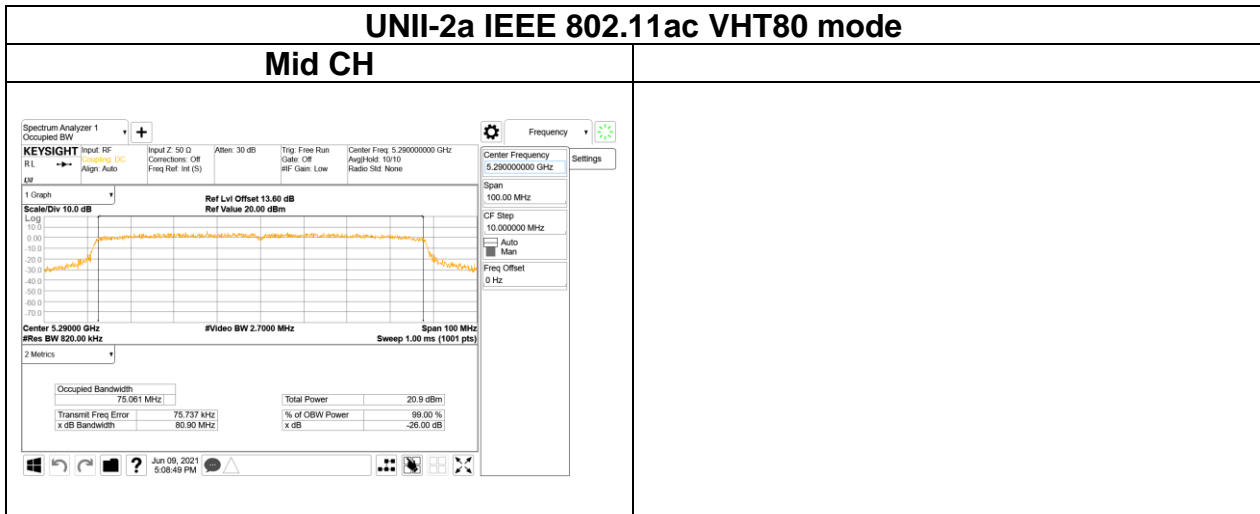 UNII-2a IEEE 802.11ac VHT80 mode
Mid CH
Spectrum Analyzer 1
Occupied BW
+
Frequency
KEYSIGHT
RL
Input: RF
Coupling: DC
Align: Auto
Input Z: 50 Ω
Corrections: Off
Freq Ref: Int (S)
Atten: 30 dB
Trig: Free Run
Gate: Off
#IF Gain: Low
Center Freq: 5.290000000 GHz
Avg|Hold: 10/10
Radio Std: None
Center Frequency
5.290000000 GHz
Settings
Span
100.00 MHz
CF Step
10.000000 MHz
Auto
Man
Freq Offset
0 Hz
1 Graph
Scale/Div 10.0 dB
Ref Lvl Offset 13.60 dB
Ref Value 20.00 dBm
Log
10.0
0.00
-10.0
-20.0
-30.0
-40.0
-50.0
-60.0
-70.0
Center 5.29000 GHz
#Res BW 820.00 kHz
#Video BW 2.7000 MHz
Span 100 MHz
Sweep 1.00 ms (1001 pts)
2 Metrics
Occupied Bandwidth
75.061 MHz
Total Power 20.9 dBm
Transmit Freq Error 75.737 kHz
% of OBW Power 99.00 %
x dB Bandwidth 80.90 MHz
x dB -26.00 dB
?
Jun 09, 2021
5:08:49 PM